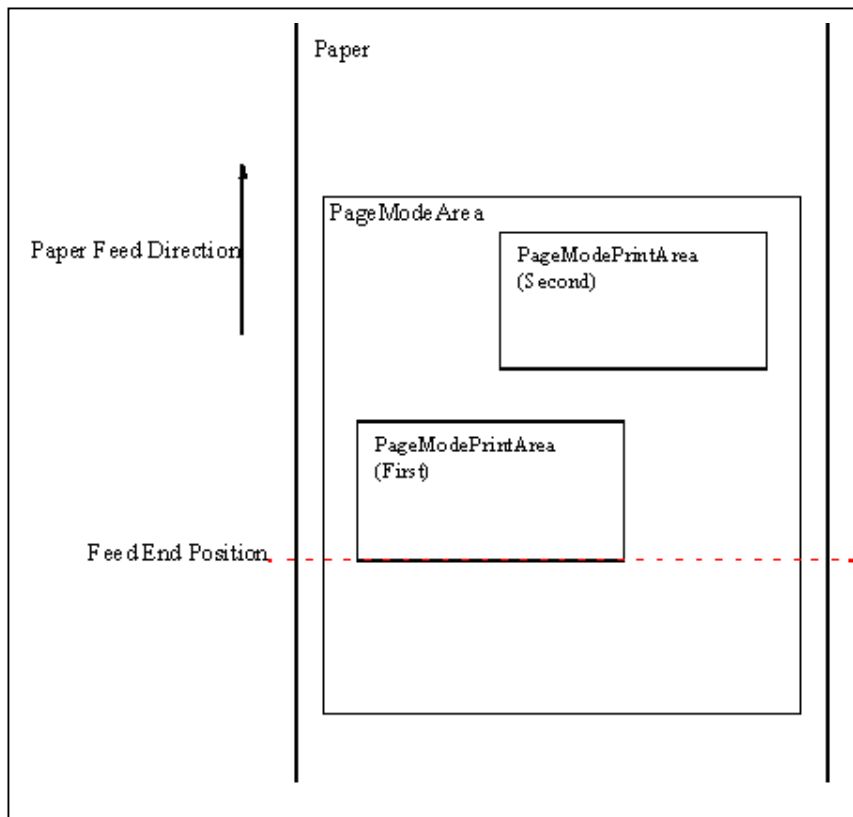 Paper
PageModeArea
Paper Feed Direction
PageModePrintArea
(Second)
PageModePrintArea
(First)
Feed End Position